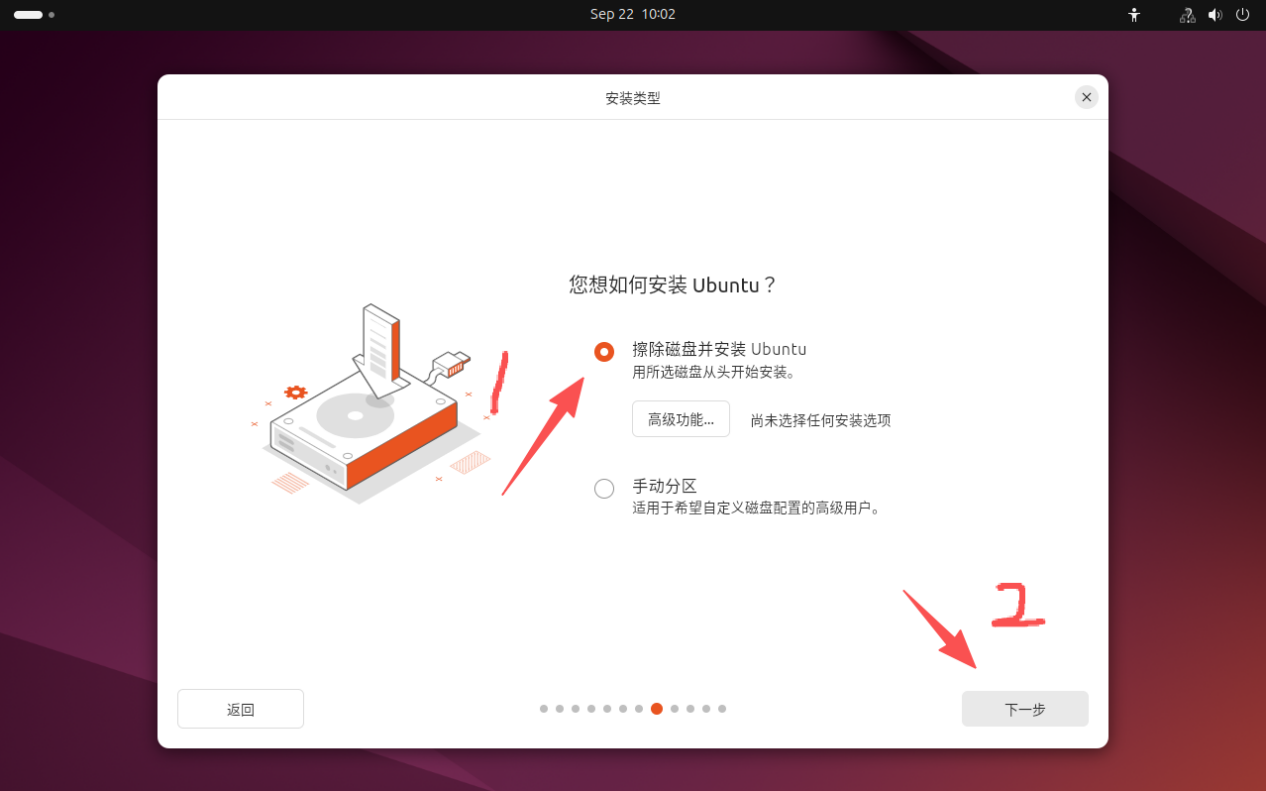 Sep 22 10:02
安装类型
您想如何安装 Ubuntu？
1
擦除磁盘并安装 Ubuntu
用所选磁盘从头开始安装。
高级功能... 尚未选择任何安装选项
手动分区
适用于希望自定义磁盘配置的高级用户。
2
返回 下一步